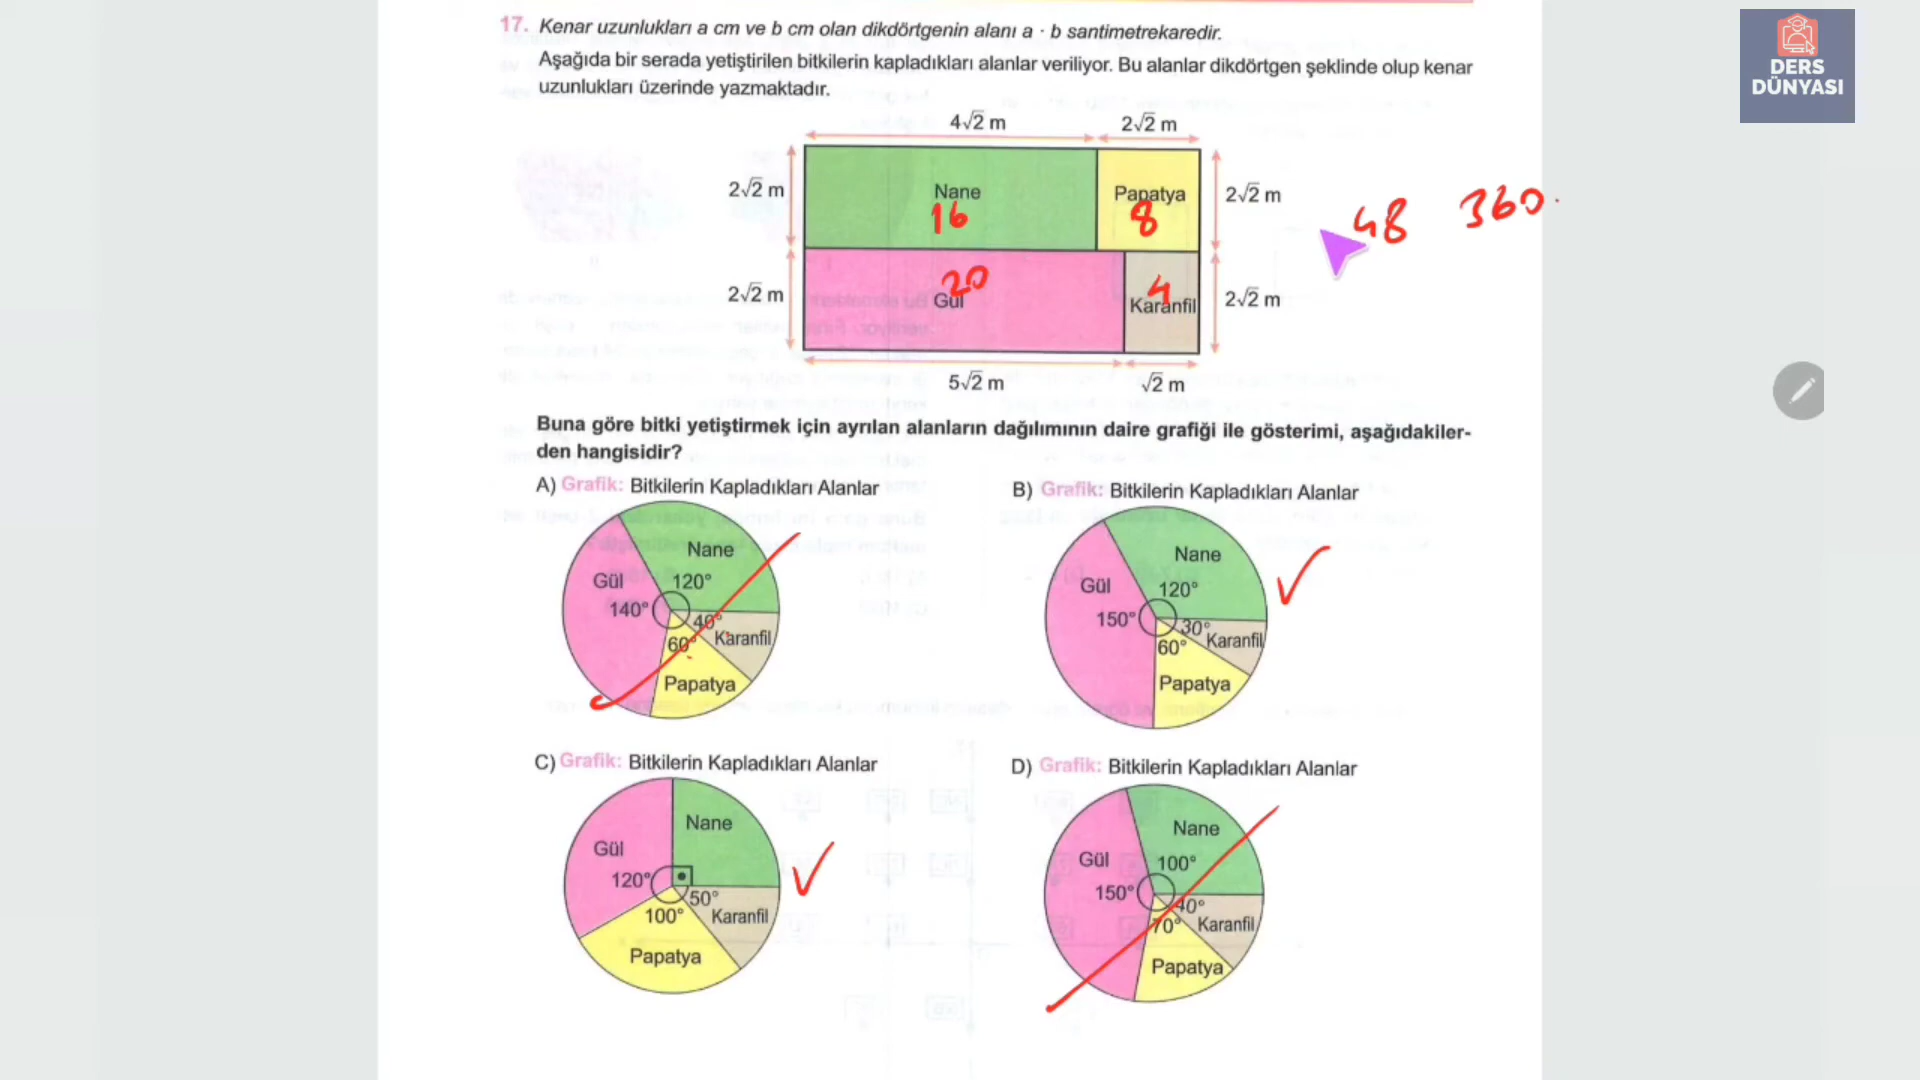 17. Kenar uzunlukları a cm ve b cm olan dikdörtgenin alanı a · b santimetrekaredir.
Aşağıda bir serada yetiştirilen bitkilerin kapladıkları alanlar veriliyor. Bu alanlar dikdörtgen şeklinde olup kenar
uzunlukları üzerinde yazmaktadır.
DERS
DÜNYASI
4√2 m
2√2 m
2√2 m
Nane
16
Papatya
8
2√2 m
48
360
2√2 m
20
Gül
4
Karanfil
2√2 m
5√2 m
√2 m
Buna göre bitki yetiştirmek için ayrılan alanların dağılımının daire grafiği ile gösterimi, aşağıdakiler-
den hangisidir?
A) Grafik: Bitkilerin Kapladıkları Alanlar
Nane
120°
Gül
140°
40°
Karanfil
60°
Papatya
B) Grafik: Bitkilerin Kapladıkları Alanlar
Nane
120°
Gül
150°
30°
Karanfil
60°
Papatya
C) Grafik: Bitkilerin Kapladıkları Alanlar
Nane
Gül
120°
50°
Karanfil
100°
Papatya
D) Grafik: Bitkilerin Kapladıkları Alanlar
Nane
100°
Gül
150°
40°
Karanfil
70°
Papatya